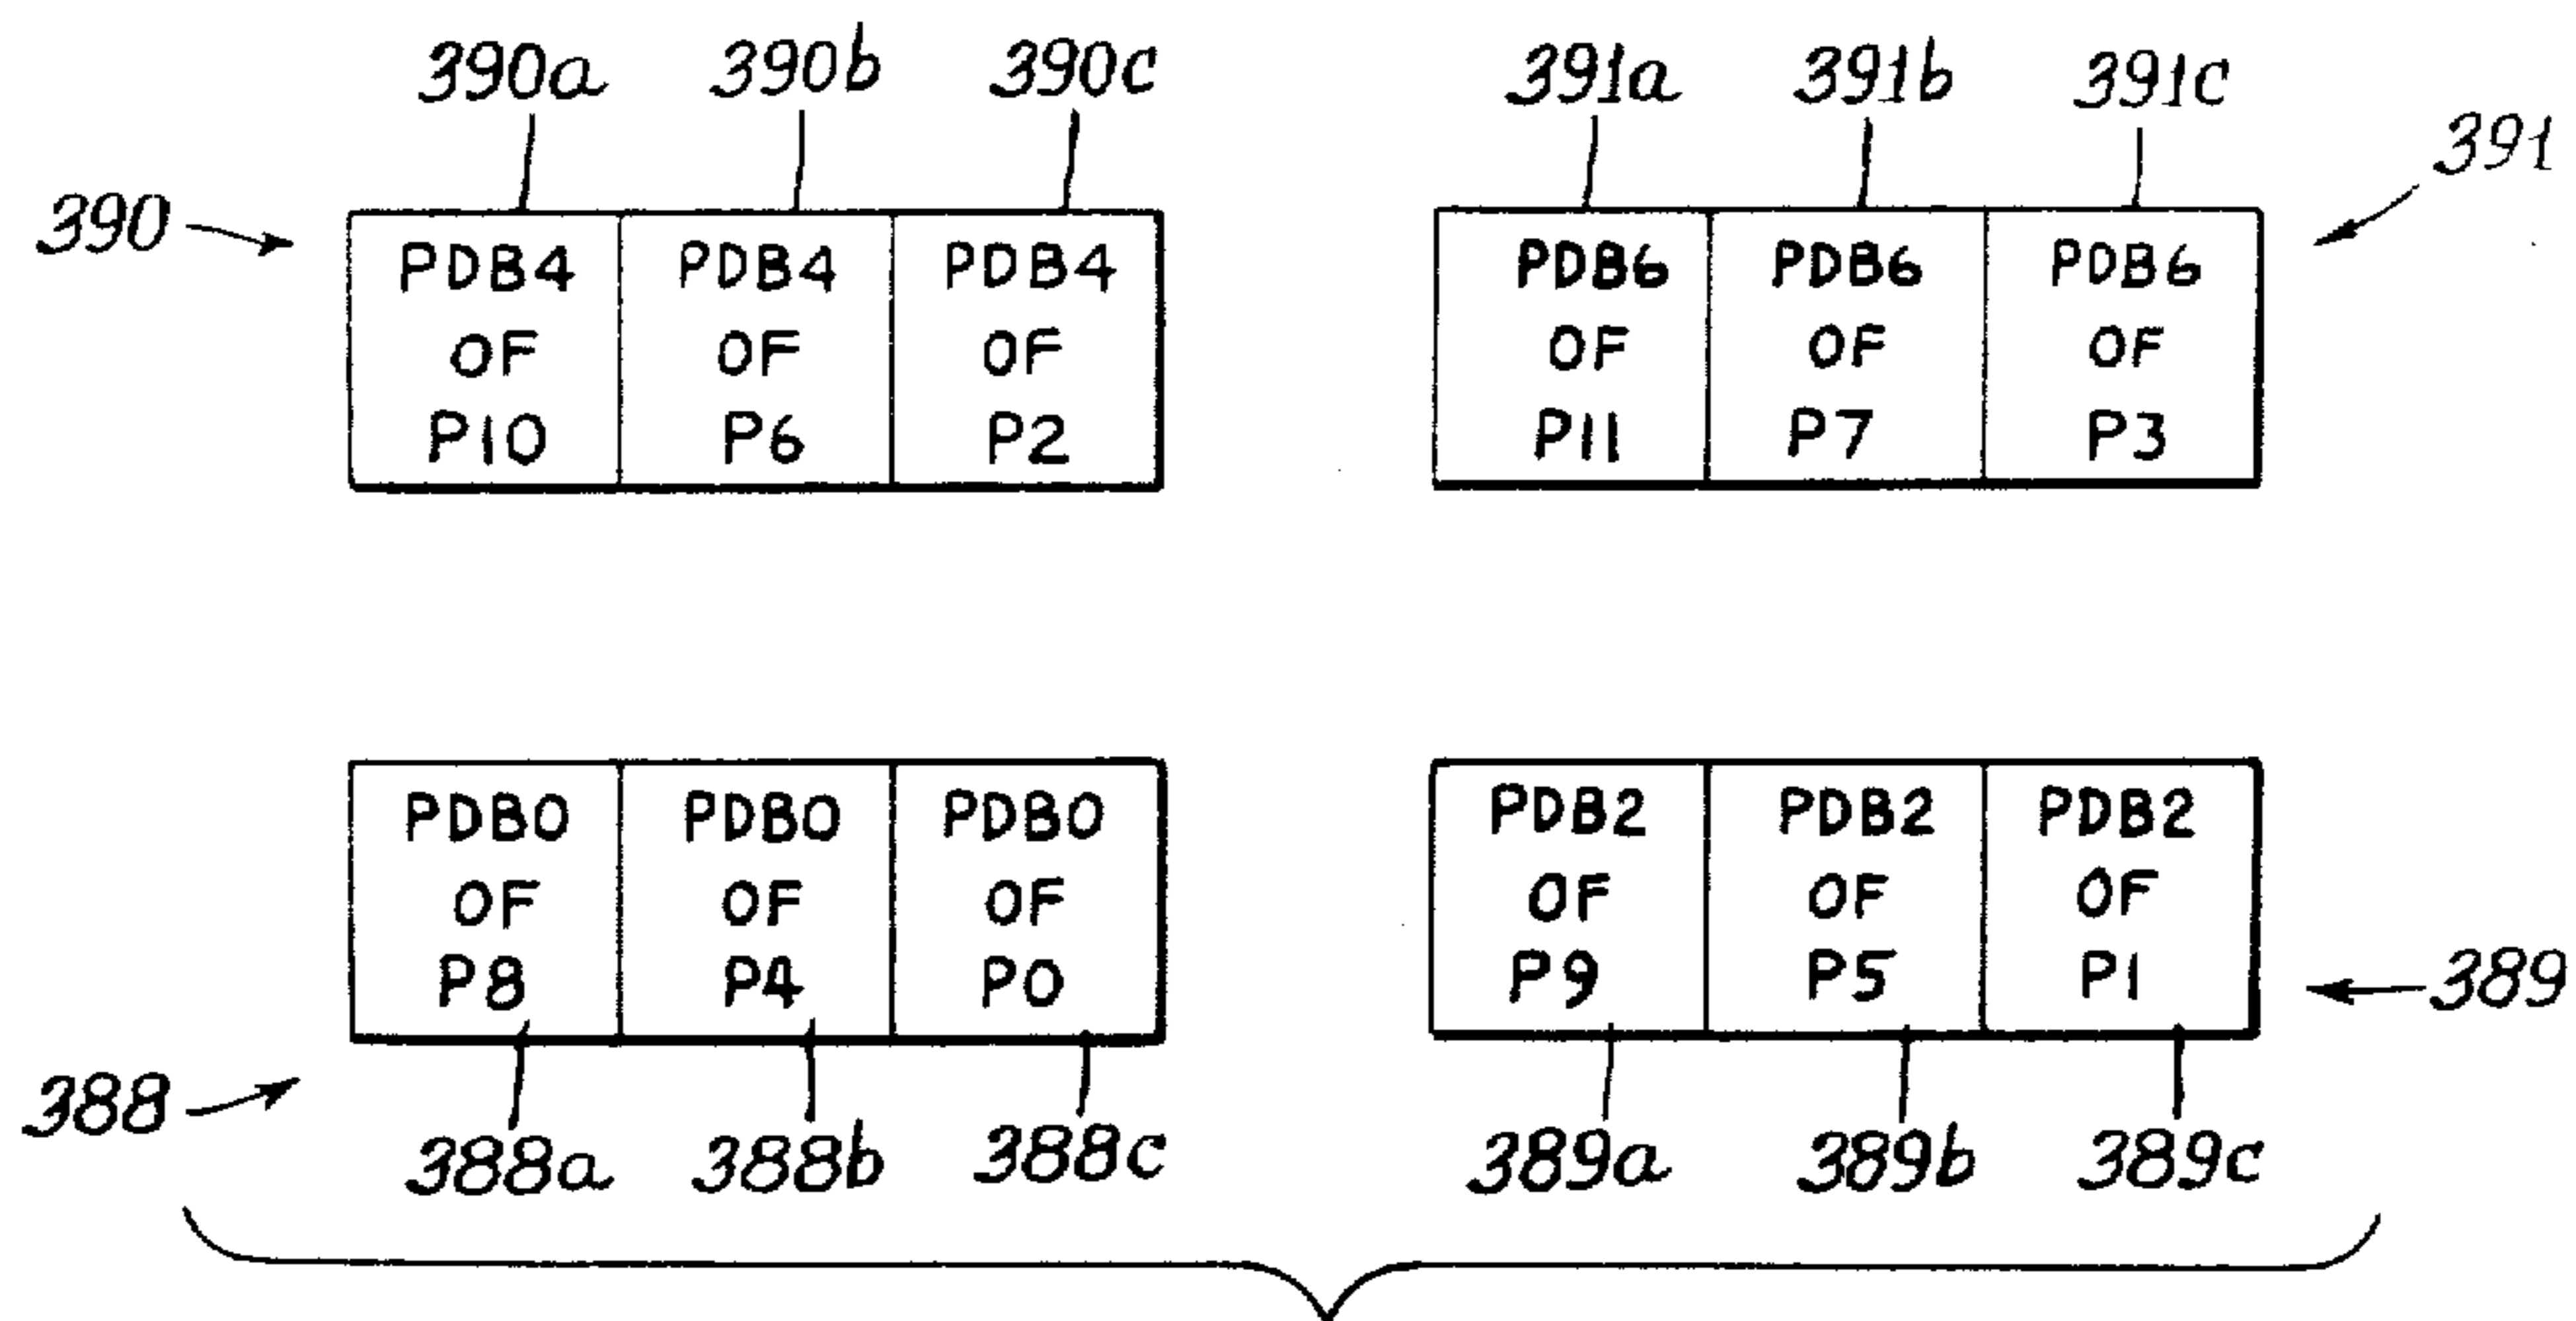 390a 390b 390c 391a 391b 391c
390 391
PDB4 PDB4 PDB4 PDB6 PDB6 PDB6
OF OF OF OF OF OF
P10 P6 P2 P11 P7 P3
PDB0 PDB0 PDB0 PDB2 PDB2 PDB2
OF OF OF OF OF OF
P8 P4 P0 P9 P5 P1
388 389
388a 388b 388c 389a 389b 389c